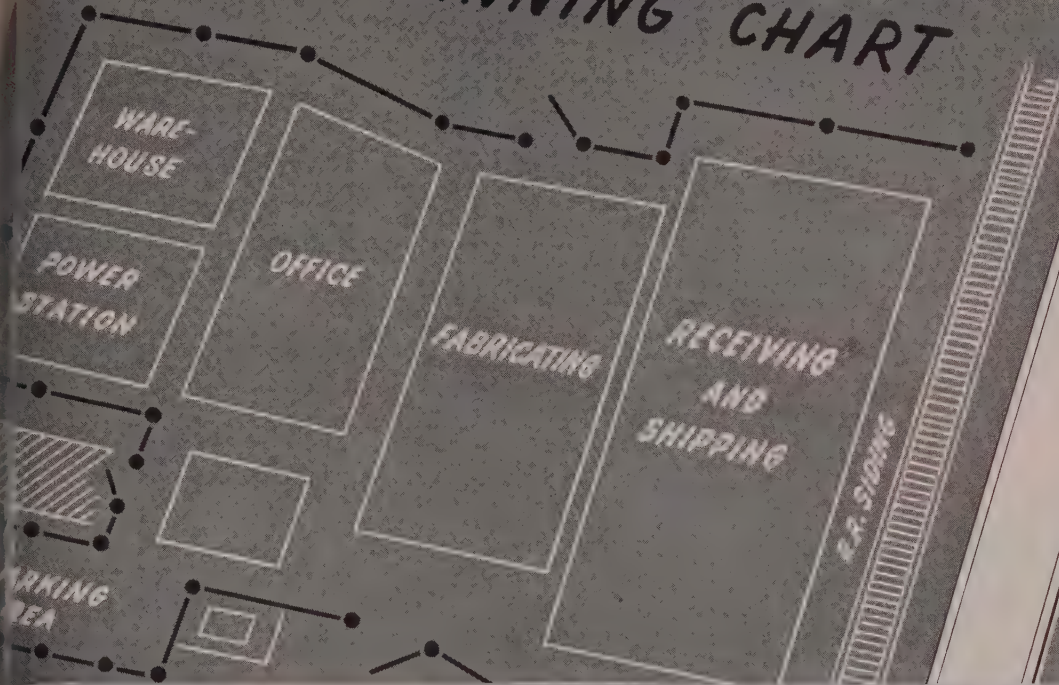 CHART
WARE-
HOUSE
POWER
STATION
OFFICE
FABRICATING
RECEIVING
AND
SHIPPING
R.R. SIDING